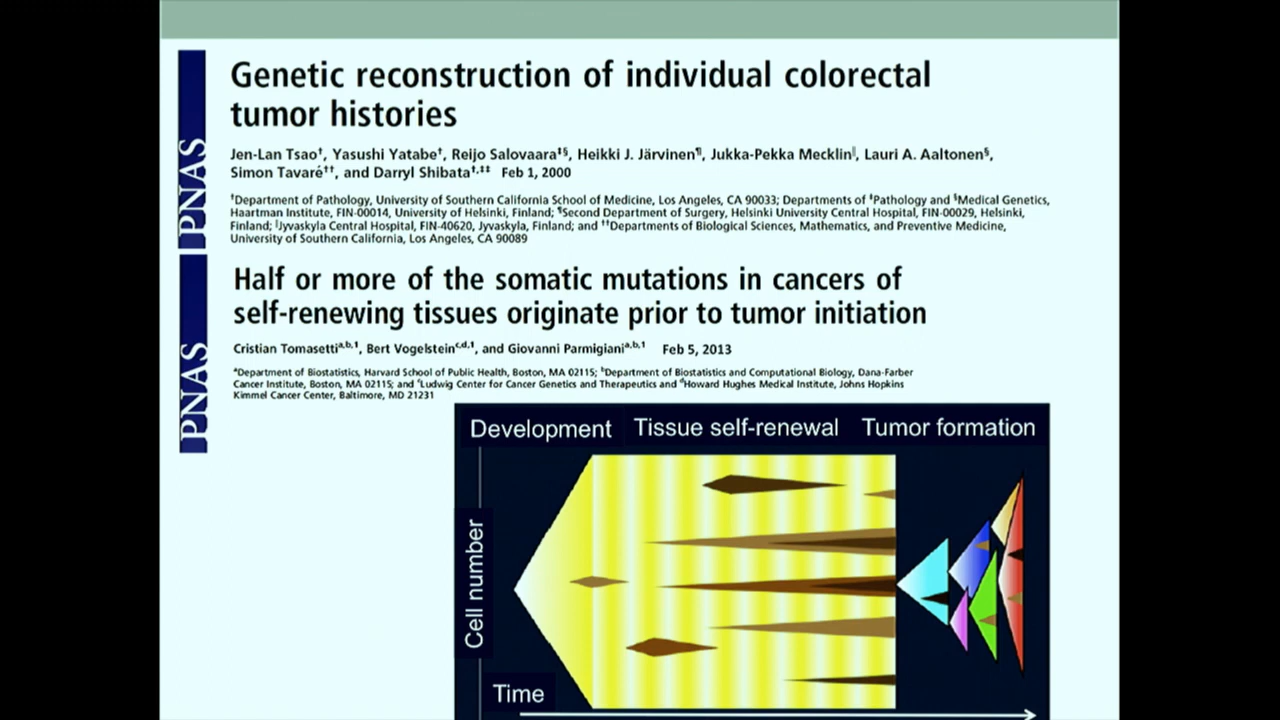 PNAS
Genetic reconstruction of individual colorectal
tumor histories
Jen-Lan Tsao†, Yasushi Yatabe†, Reijo Salovaara‡§, Heikki J. Järvinen¶, Jukka-Pekka Mecklin‖, Lauri A. Aaltonen§,
Simon Tavaré††, and Darryl Shibata†,‡‡ Feb 1, 2000
†Department of Pathology, University of Southern California School of Medicine, Los Angeles, CA 90033; Departments of ‡Pathology and §Medical Genetics,
Haartman Institute, FIN-00014, University of Helsinki, Finland; ¶Second Department of Surgery, Helsinki University Central Hospital, FIN-00029, Helsinki,
Finland; ‖Jyvaskyla Central Hospital, FIN-40620, Jyvaskyla, Finland; and ††Departments of Biological Sciences, Mathematics, and Preventive Medicine,
University of Southern California, Los Angeles, CA 90089
PNAS
Half or more of the somatic mutations in cancers of
self-renewing tissues originate prior to tumor initiation
Cristian Tomasettia,b,1, Bert Vogelsteinc,d,1, and Giovanni Parmigiania,b,1 Feb 5, 2013
aDepartment of Biostatistics, Harvard School of Public Health, Boston, MA 02115; bDepartment of Biostatistics and Computational Biology, Dana-Farber
Cancer Institute, Boston, MA 02115; and cLudwig Center for Cancer Genetics and Therapeutics and dHoward Hughes Medical Institute, Johns Hopkins
Kimmel Cancer Center, Baltimore, MD 21231
Development Tissue self-renewal Tumor formation
Cell number
Time